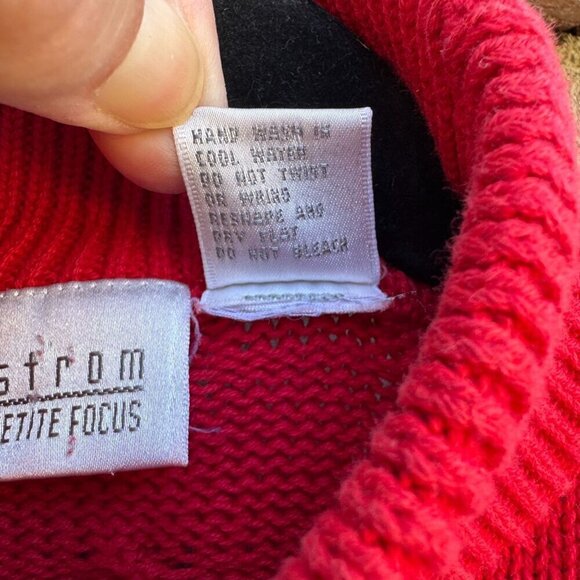 HAND WASH IN
COOL WATER
DO NOT TWIST
OR WRING
RESHAPE AND
DRY FLAT
DO NOT BLEACH
strom
ETITE FOCUS